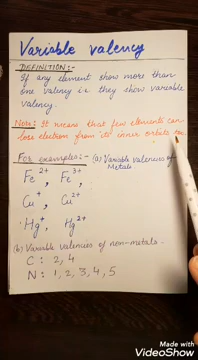 Variable valency
DEFINITION:-
If any element show more than
one valency i.e they show variable
valency.
Note:- It means that few elements can
lose electron from its inner orbits too.
For examples:- (a) Variable valencies of
Metals.
Fe²⁺, Fe³⁺
Cu⁺, Cu²⁺
Hg⁺, Hg²⁺
(b) Variable valencies of non-metals.
C: 2, 4
N: 1, 2, 3, 4, 5
Made with
VideoShow